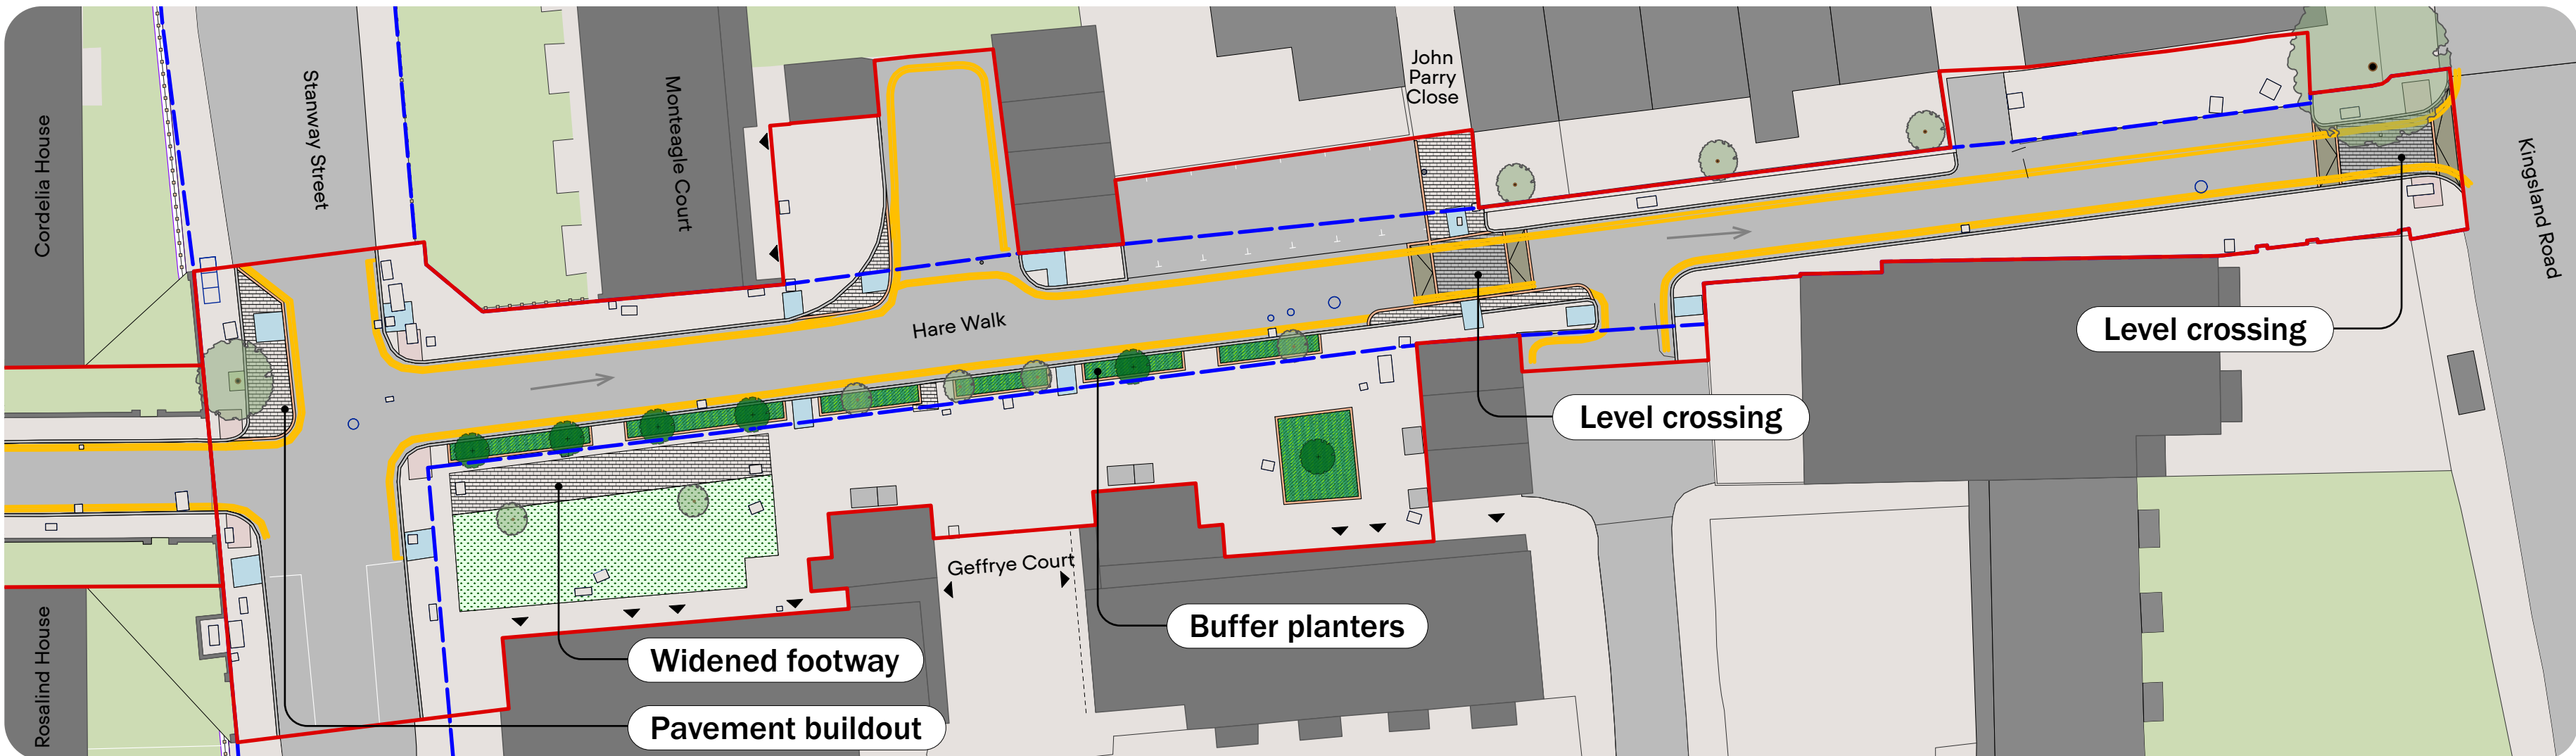 Cordelia House
Stanway Street
Monteagle Court
John
Parry
Close
Kingsland Road
Hare Walk
Level crossing
Level crossing
Geffrye Court
Buffer planters
Widened footway
Pavement buildout
Rosalind House